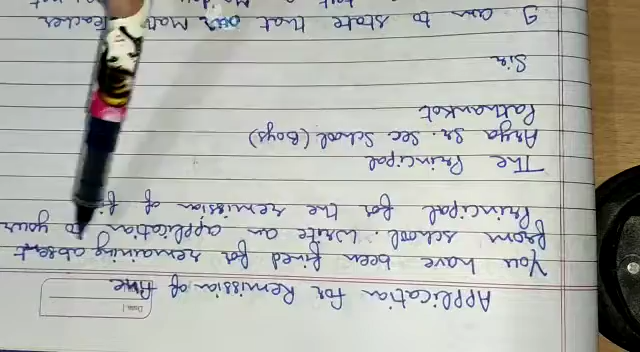 Application for Remission of fine
You have been fined for remaining absent
from school. Write an application to your
Principal for the remission of
The Principal
Arya Sr. Sec School (Boys)
Pathankot
Sir
I am to state that our Math Teacher